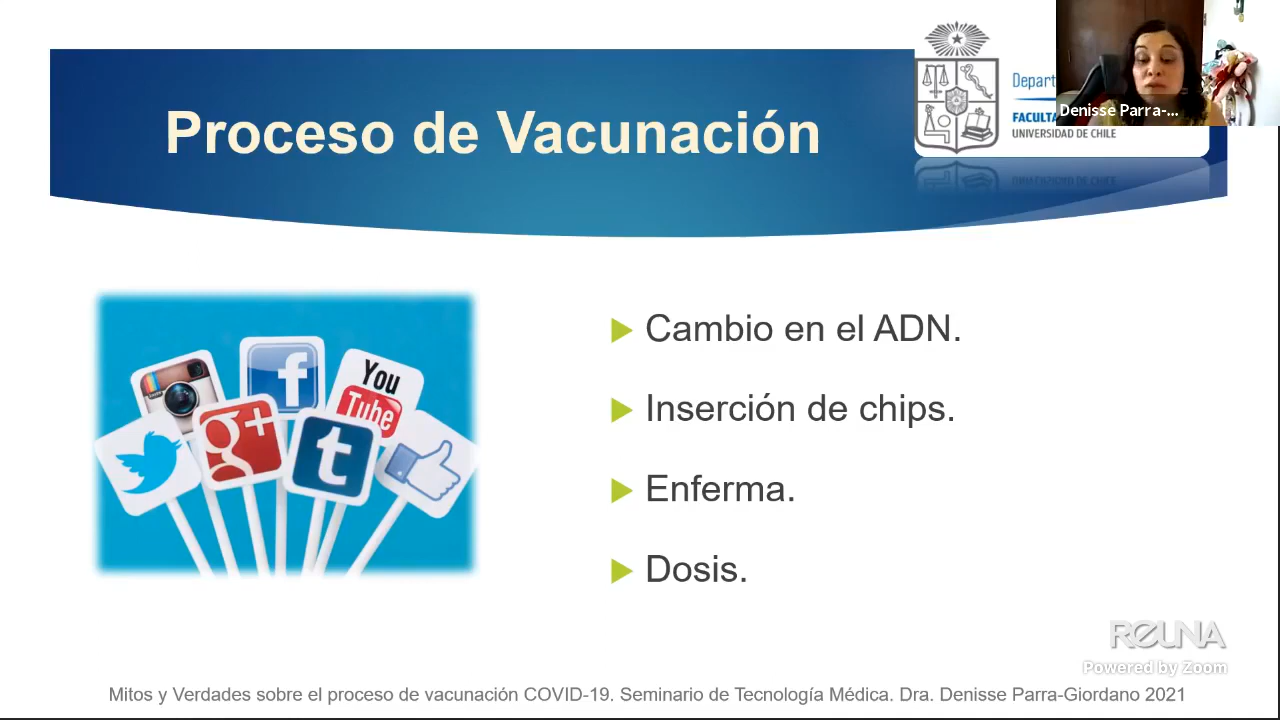 Proceso de Vacunación
FACULTA
UNIVERSIDAD DE CHILE
Denisse Parra-...
You
Tube
f
g+
t
Cambio en el ADN.
Inserción de chips.
Enferma.
Dosis.
REUNA
Powered by Zoom
Mitos y Verdades sobre el proceso de vacunación COVID-19. Seminario de Tecnología Médica. Dra. Denisse Parra-Giordano 2021